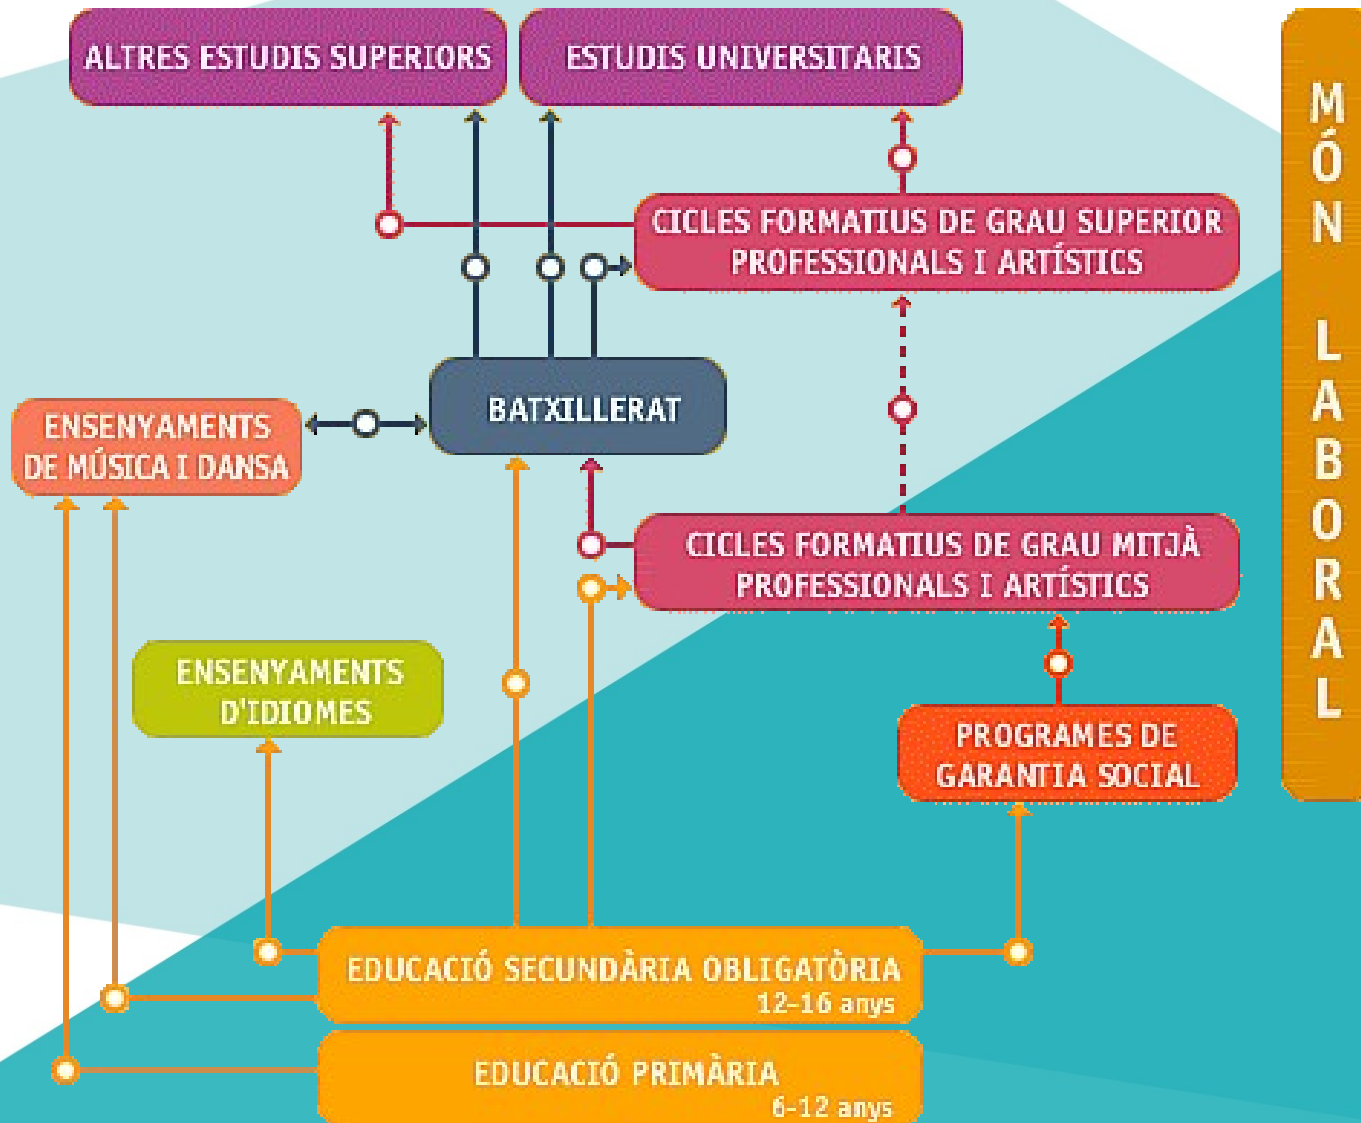 ALTRES ESTUDIS SUPERIORS
ESTUDIS UNIVERSITARIS
CICLES FORMATIUS DE GRAU SUPERIOR
PROFESSIONALS I ARTÍSTICS
BATXILLERAT
ENSENYAMENTS
DE MÚSICA I DANSA
CICLES FORMATIUS DE GRAU MITJÀ
PROFESSIONALS I ARTÍSTICS
ENSENYAMENTS
D'IDIOMES
PROGRAMES DE
GARANTIA SOCIAL
EDUCACIÓ SECUNDÀRIA OBLIGATÒRIA
12-16 anys
EDUCACIÓ PRIMÀRIA
6-12 anys
MÓN LABORAL